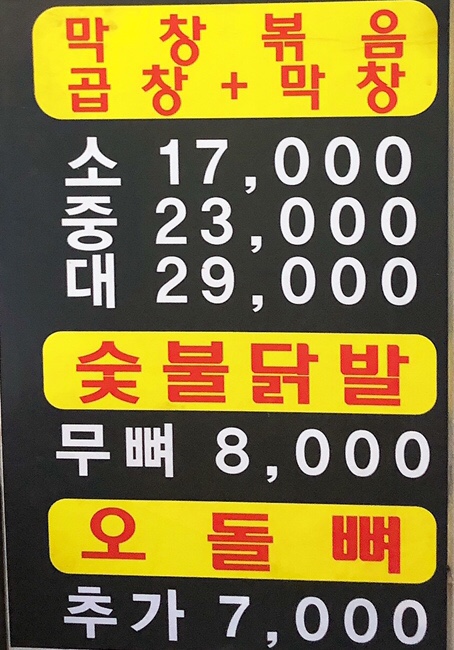 막창볶음
곱창+막창
소 17,000
중 23,000
대 29,000
숯불닭발
무뼈 8,000
오돌뼈
추가 7,000